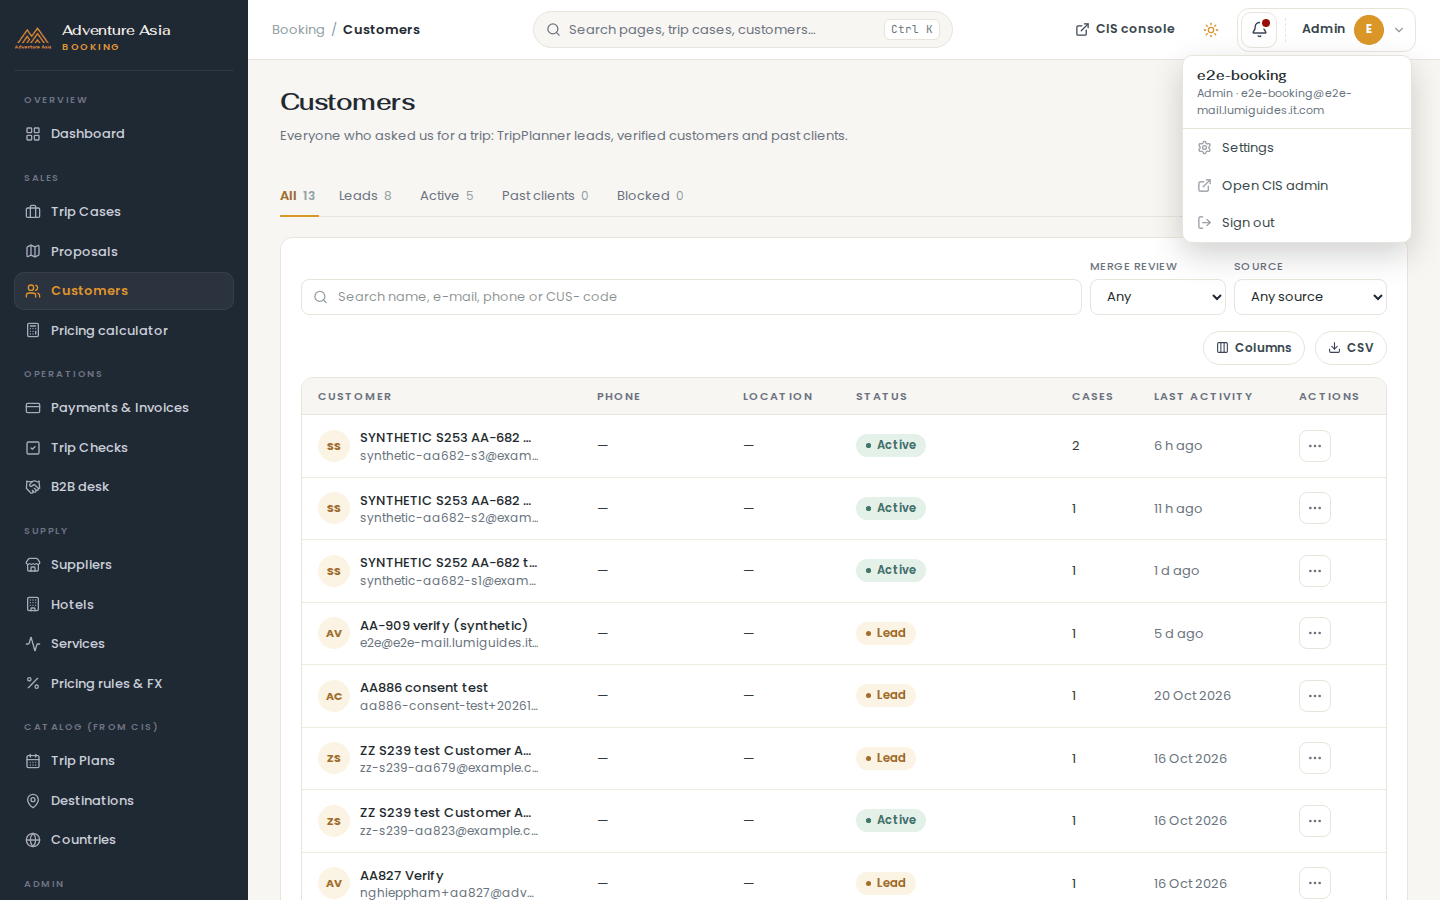 Adventure Asia
BOOKING
OVERVIEW
Dashboard
SALES
Trip Cases
Proposals
Customers
Pricing calculator
OPERATIONS
Payments & Invoices
Trip Checks
B2B desk
SUPPLY
Suppliers
Hotels
Services
Pricing rules & FX
CATALOG (FROM CIS)
Trip Plans
Destinations
Countries
ADMIN
Booking / Customers
Search pages, trip cases, customers...
Ctrl K
CIS console
Admin
E
e2e-booking
Admin · e2e-booking@e2e-
mail.lumiguides.it.com
Settings
Open CIS admin
Sign out
Customers
Everyone who asked us for a trip: TripPlanner leads, verified customers and past clients.
All 13
Leads 8
Active 5
Past clients 0
Blocked 0
MERGE REVIEW
SOURCE
Search name, e-mail, phone or CUS- code
Any
Any source
Columns
CSV
CUSTOMER PHONE LOCATION STATUS CASES LAST ACTIVITY ACTIONS
SS SYNTHETIC S253 AA-682 ...
synthetic-aa682-s3@exam...
— — Active 2 6 h ago
SS SYNTHETIC S253 AA-682 ...
synthetic-aa682-s2@exam...
— — Active 1 11 h ago
SS SYNTHETIC S252 AA-682 t...
synthetic-aa682-s1@exam...
— — Active 1 1 d ago
AV AA-909 verify (synthetic)
e2e@e2e-mail.lumiguides.it...
— — Lead 1 5 d ago
AC AA886 consent test
aa886-consent-test+20261...
— — Lead 1 20 Oct 2026
ZS ZZ S239 test Customer A...
zz-s239-aa679@example.c...
— — Lead 1 16 Oct 2026
ZS ZZ S239 test Customer A...
zz-s239-aa823@example.c...
— — Active 1 16 Oct 2026
AV AA827 Verify
nghieppham+aa827@adv...
— — Lead 1 16 Oct 2026